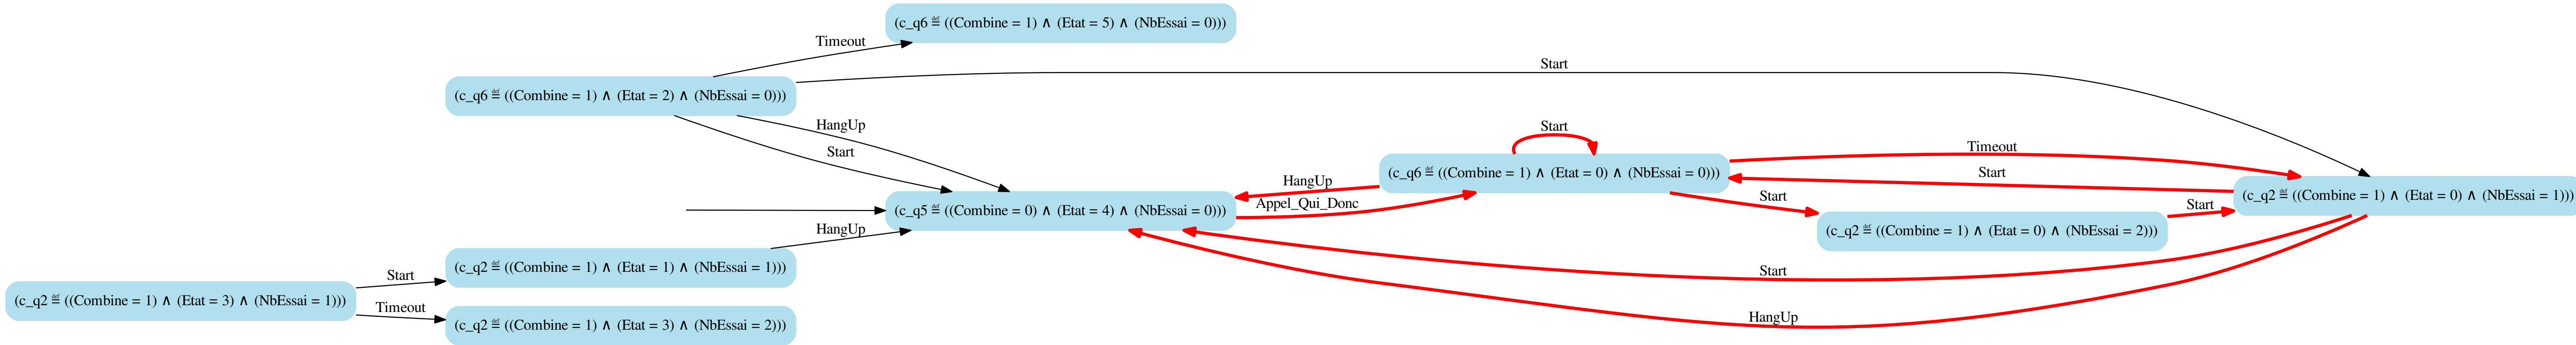 (c_q6 ≝ ((Combine = 1) ∧ (Etat = 5) ∧ (NbEssai = 0)))
Timeout
Start
(c_q6 ≝ ((Combine = 1) ∧ (Etat = 2) ∧ (NbEssai = 0)))
HangUp
Start
Start
Timeout
(c_q6 ≝ ((Combine = 1) ∧ (Etat = 0) ∧ (NbEssai = 0)))
Start
HangUp
Start
(c_q2 ≝ ((Combine = 1) ∧ (Etat = 0) ∧ (NbEssai = 1)))
Appel_Qui_Donc
Start
(c_q5 ≝ ((Combine = 0) ∧ (Etat = 4) ∧ (NbEssai = 0)))
HangUp
(c_q2 ≝ ((Combine = 1) ∧ (Etat = 0) ∧ (NbEssai = 2)))
(c_q2 ≝ ((Combine = 1) ∧ (Etat = 1) ∧ (NbEssai = 1)))
Start
Start
(c_q2 ≝ ((Combine = 1) ∧ (Etat = 3) ∧ (NbEssai = 1)))
Timeout
HangUp
(c_q2 ≝ ((Combine = 1) ∧ (Etat = 3) ∧ (NbEssai = 2)))